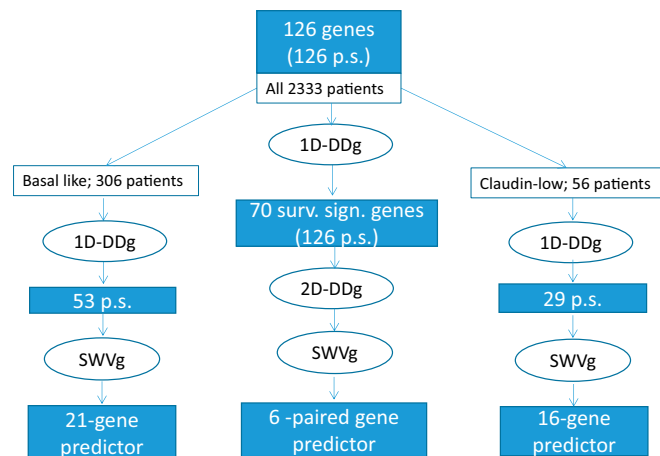 126 genes
(126 p.s.)
All 2333 patients
1D-DDg
Basal like; 306 patients
Claudin-low; 56 patients
70 surv. sign. genes
(126 p.s.)
1D-DDg
1D-DDg
2D-DDg
53 p.s.
29 p.s.
SWVg
SWVg
SWVg
21-gene
predictor
6 -paired gene
predictor
16-gene
predictor